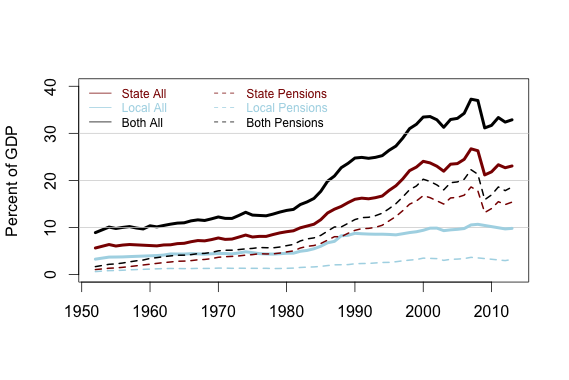 Percent of GDP
40
30
20
10
0
State All State Pensions
Local All Local Pensions
Both All Both Pensions
1950 1960 1970 1980 1990 2000 2010